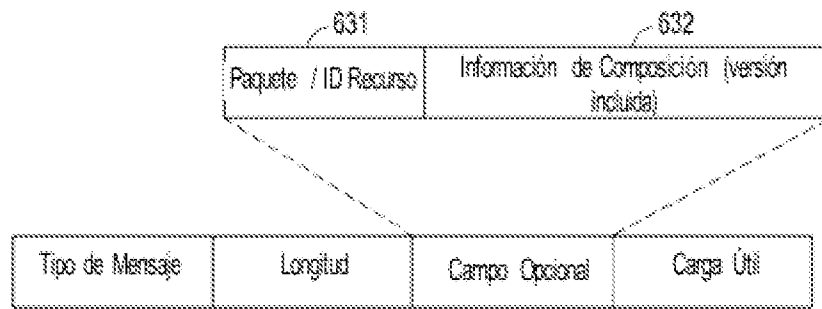 631
632
Paquete / ID Recurso
Información de Composición (versión
incluida)
Tipo de Mensaje
Longitud
Campo Opcional
Carga Útil